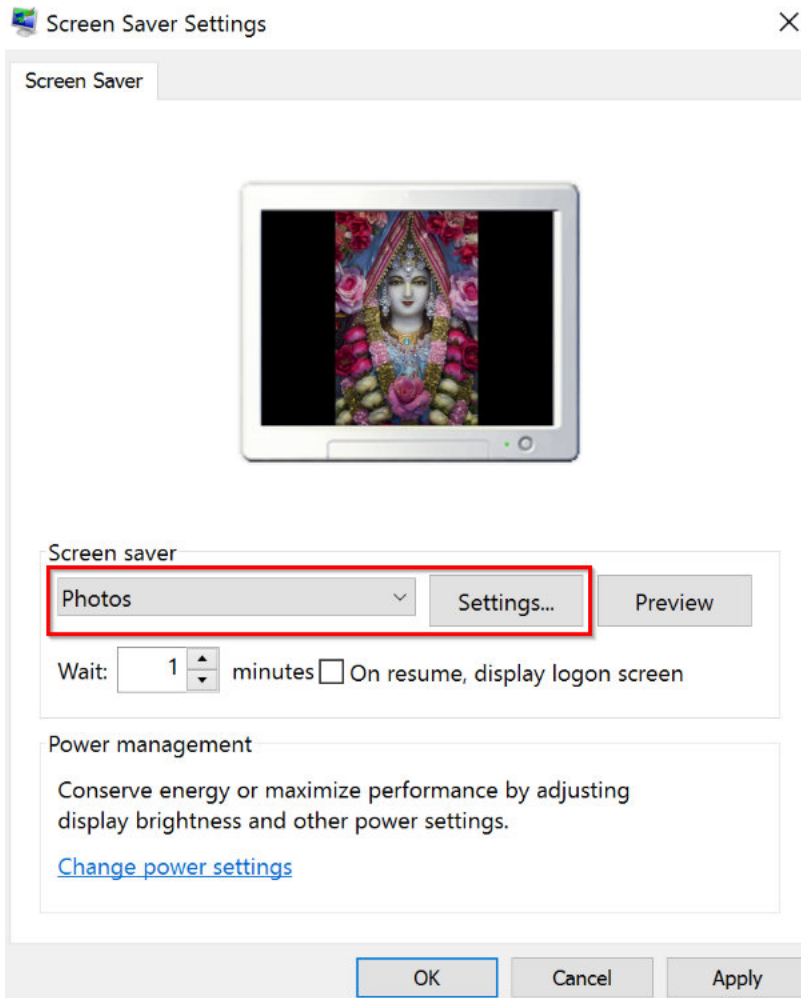 Screen Saver Settings
Screen Saver
Screen saver
Photos Settings... Preview
Wait: 1 minutes On resume, display logon screen
Power management
Conserve energy or maximize performance by adjusting
display brightness and other power settings.
Change power settings
OK Cancel Apply